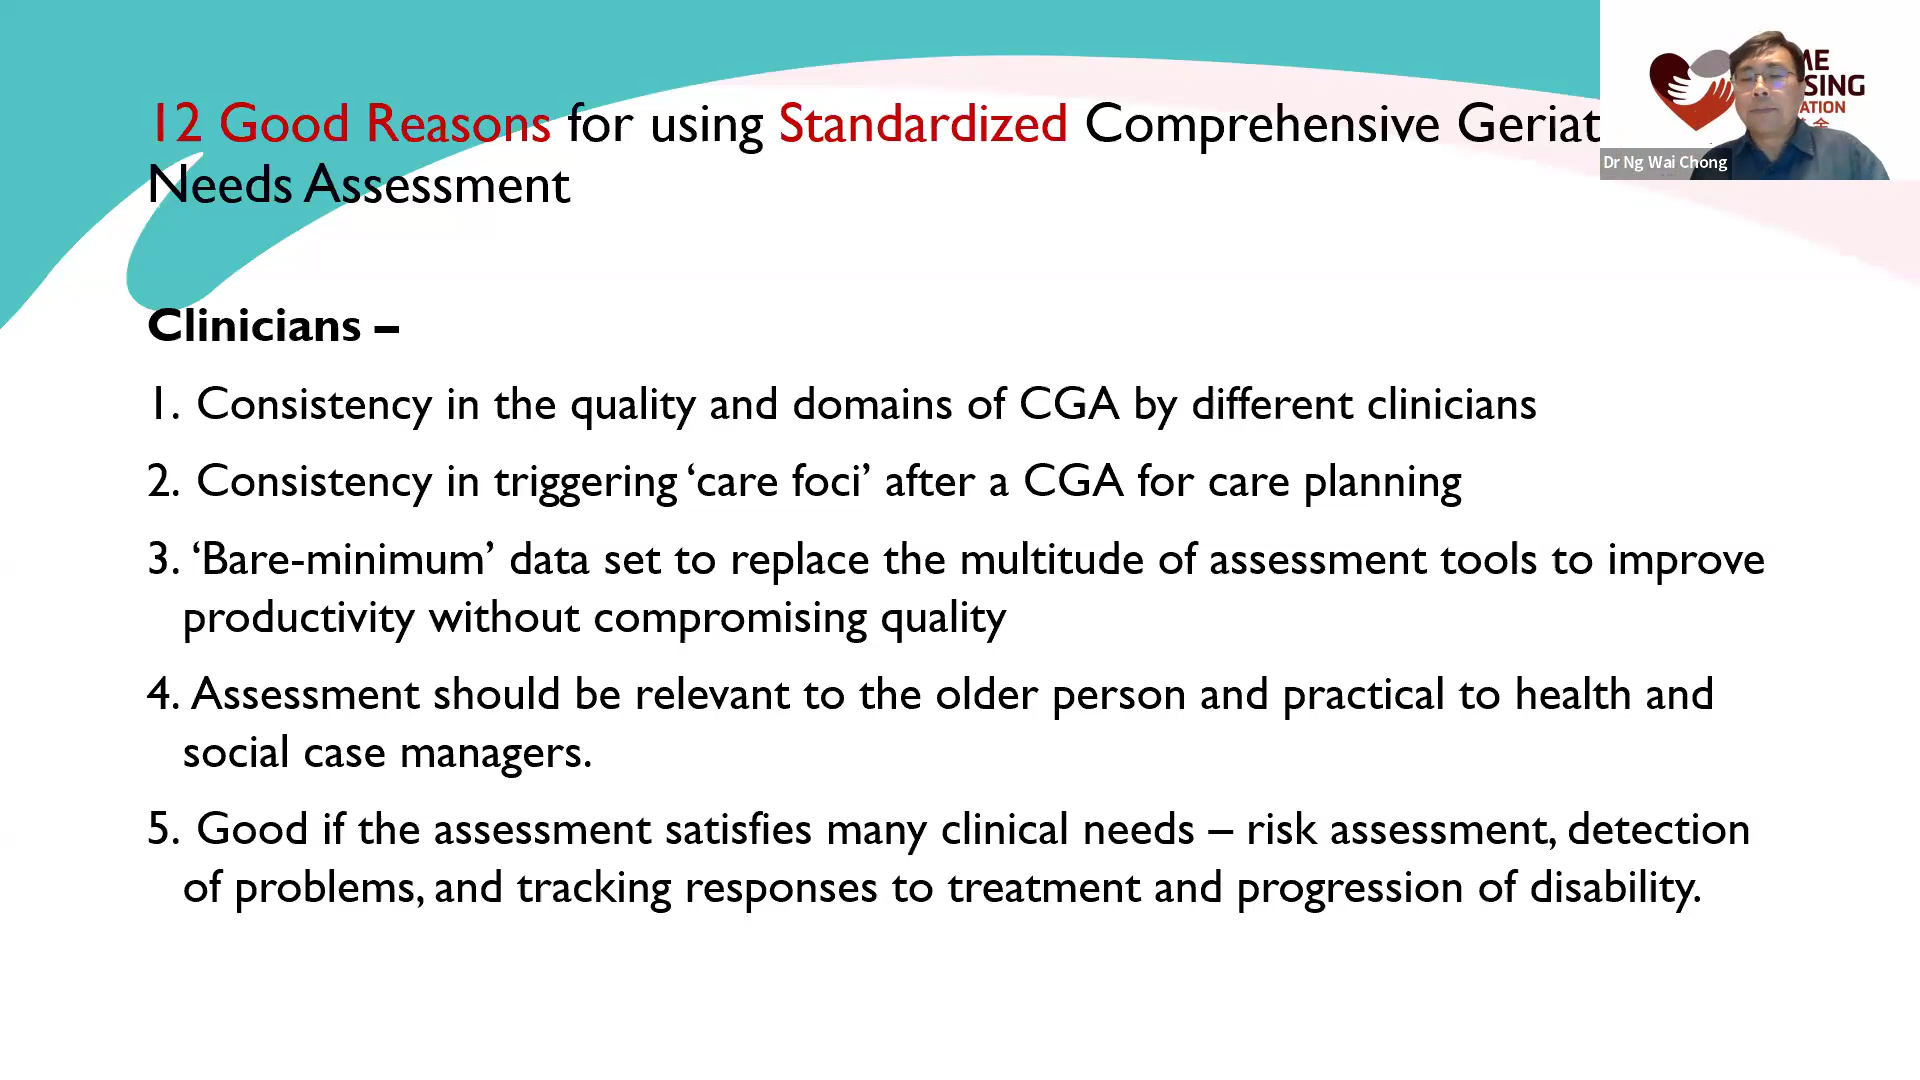 12 Good Reasons for using Standardized Comprehensive Geriat
Needs Assessment
ME
SING
ATION
金
Dr Ng Wai Chong
Clinicians –
1. Consistency in the quality and domains of CGA by different clinicians
2. Consistency in triggering ‘care foci’ after a CGA for care planning
3. ‘Bare-minimum’ data set to replace the multitude of assessment tools to improve
productivity without compromising quality
4. Assessment should be relevant to the older person and practical to health and
social case managers.
5. Good if the assessment satisfies many clinical needs – risk assessment, detection
of problems, and tracking responses to treatment and progression of disability.